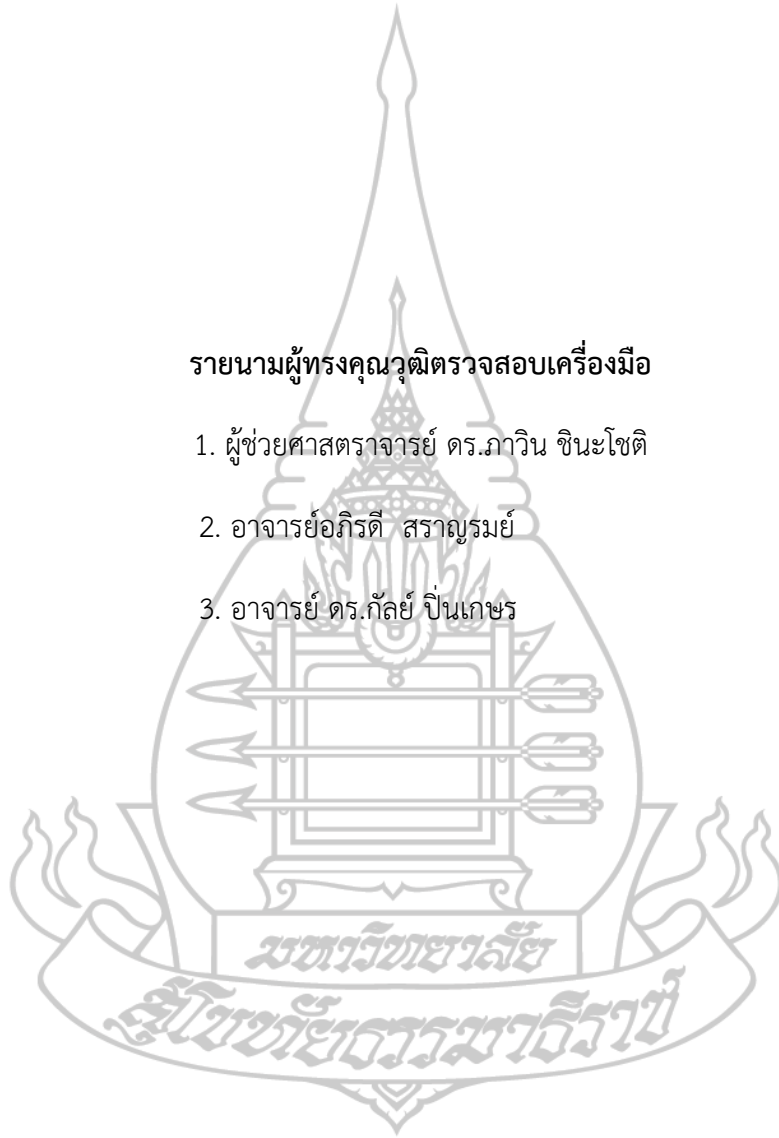 รายนามผู้ทรงคุณวุฒิตรวจสอบเครื่องมือ
1. ผู้ช่วยศาสตราจารย์ ดร.ภาวิน ชินะโชติ
2. อาจารย์อภิรดี สราญรมย์
3. อาจารย์ ดร.กัลย์ ปิ่นเกษร
มหาวิทยาลัย
สุโขทัยธรรมาธิราช